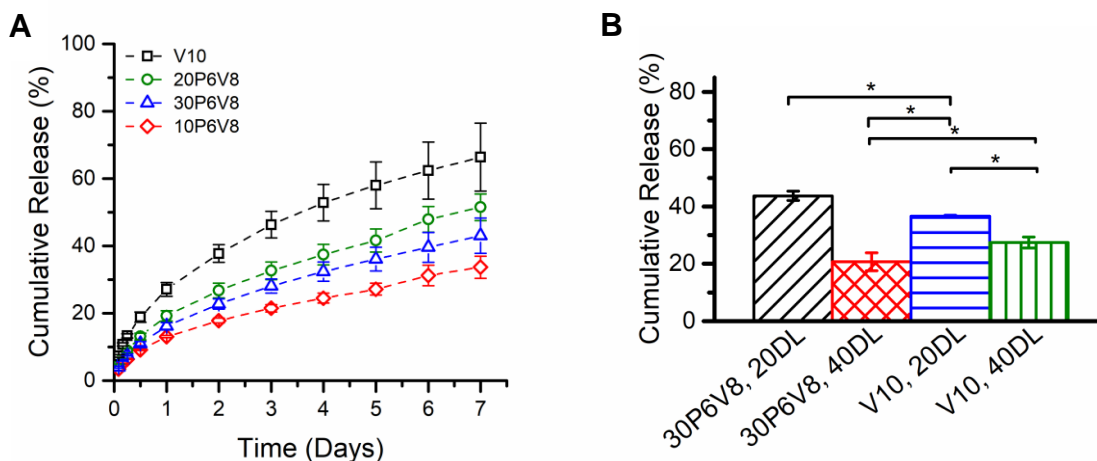 A
Cumulative Release (%)
100
80
60
40
20
0
V10
20P6V8
30P6V8
10P6V8
0 1 2 3 4 5 6 7
Time (Days)
B
Cumulative Release (%)
80
60
40
20
0
*
*
*
*
30P6V8, 20DL
30P6V8, 40DL
V10, 20DL
V10, 40DL